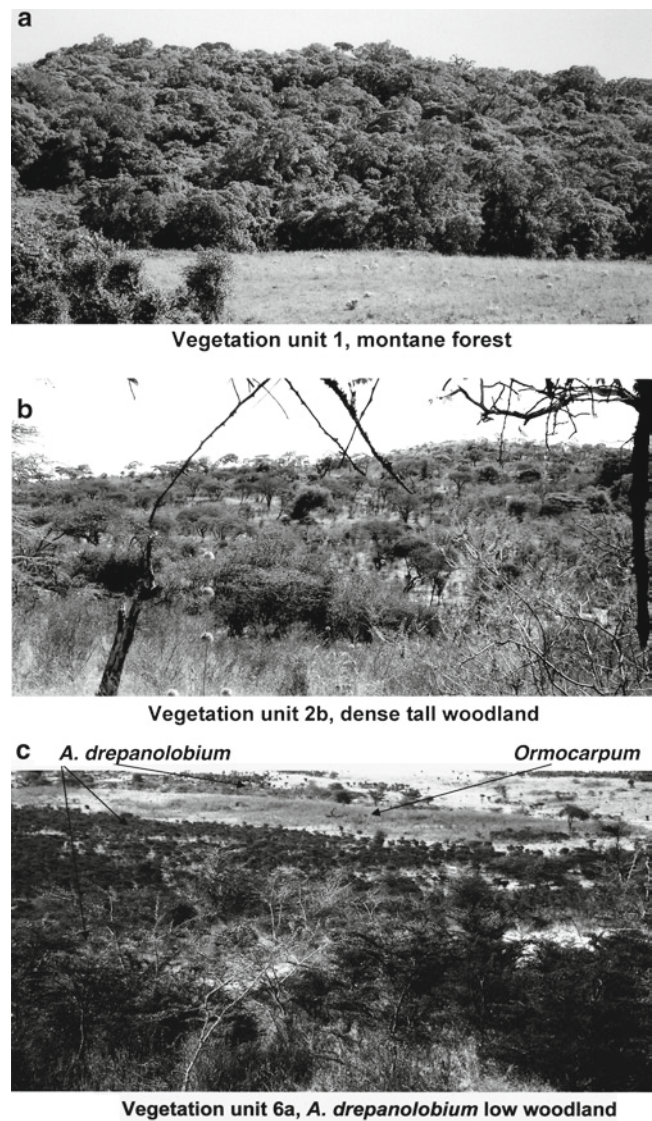 a
Vegetation unit 1, montane forest
b
Vegetation unit 2b, dense tall woodland
c A. drepanolobium Ormocarpum
Vegetation unit 6a, A. drepanolobium low woodland